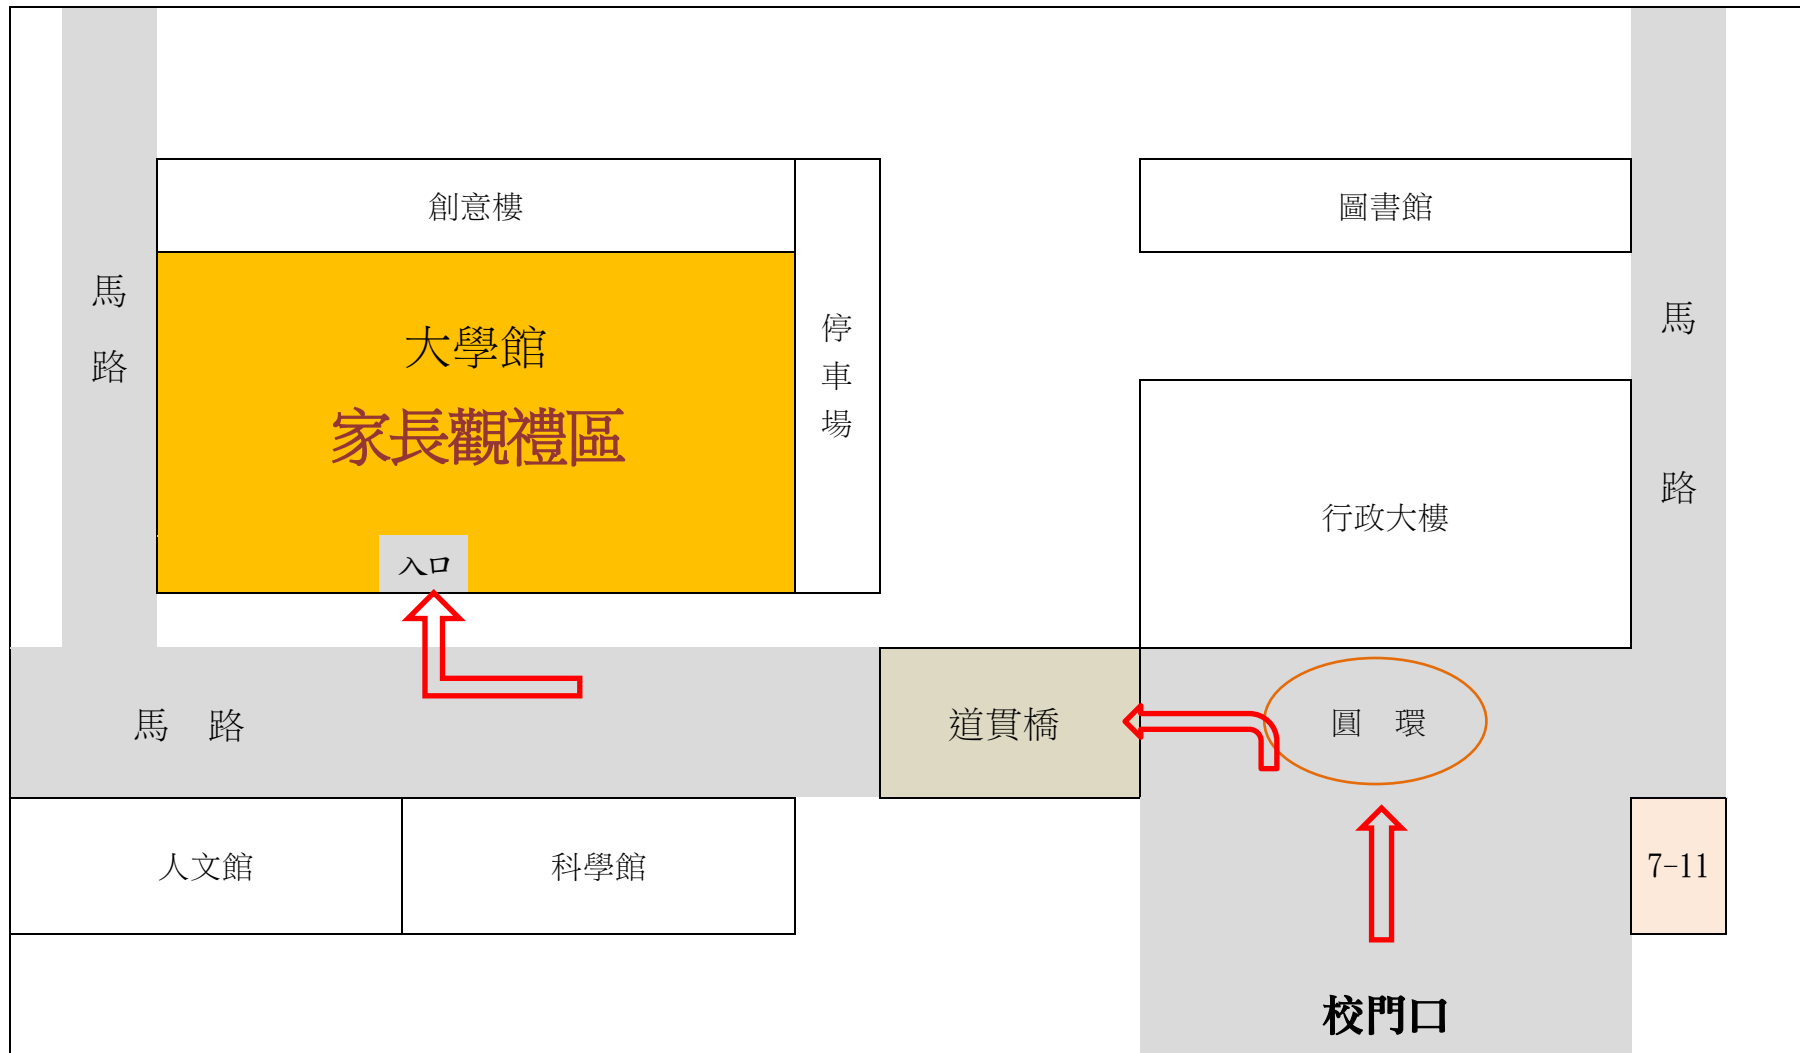 創意樓
圖書館
馬路
大學館
家長觀禮區
停車場
馬路
行政大樓
入口
馬 路
道貫橋
圓 環
人文館
科學館
7-11
校門口